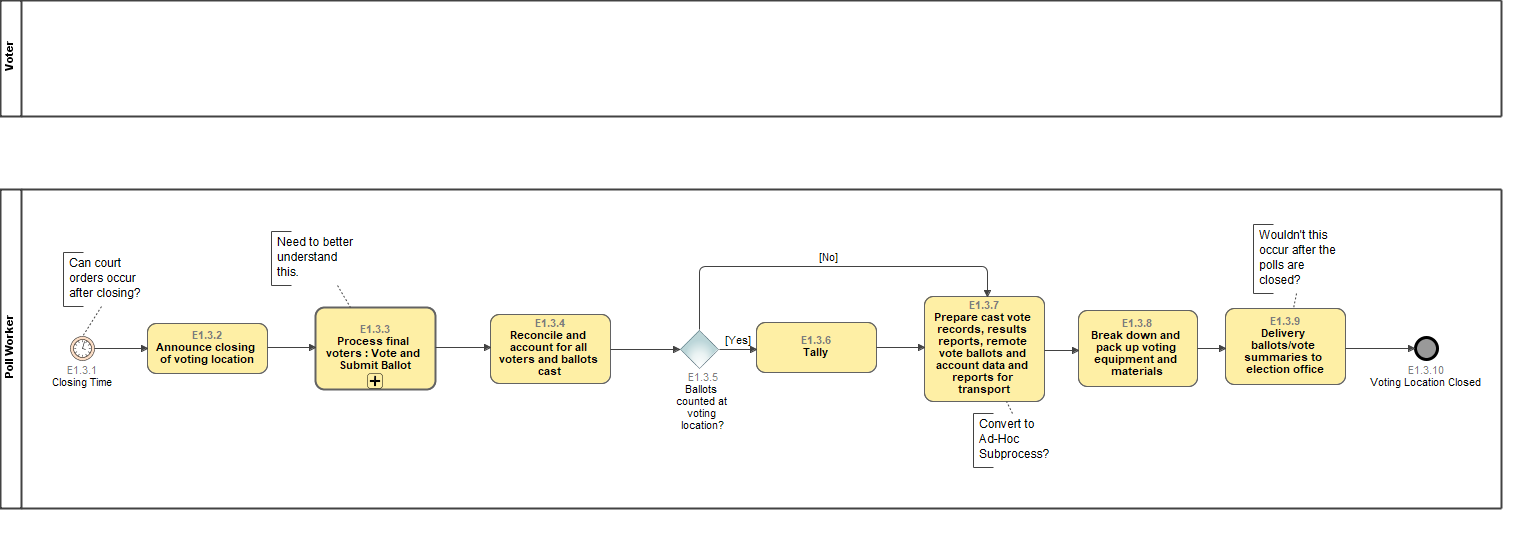 Voter
Poll Worker
Can court
orders occur
after closing?
E1.3.1
Closing Time
E1.3.2
Announce closing
of voting location
Need to better
understand
this.
E1.3.3
Process final
voters : Vote and
Submit Ballot
E1.3.4
Reconcile and
account for all
voters and ballots
cast
E1.3.5
Ballots
counted at
voting
location?
[No]
[Yes]
E1.3.6
Tally
E1.3.7
Prepare cast vote
records, results
reports, remote
vote ballots and
account data and
reports for
transport
Convert to
Ad-Hoc
Subprocess?
E1.3.8
Break down and
pack up voting
equipment and
materials
Wouldn't this
occur after the
polls are
closed?
E1.3.9
Delivery
ballots/vote
summaries to
election office
E1.3.10
Voting Location Closed